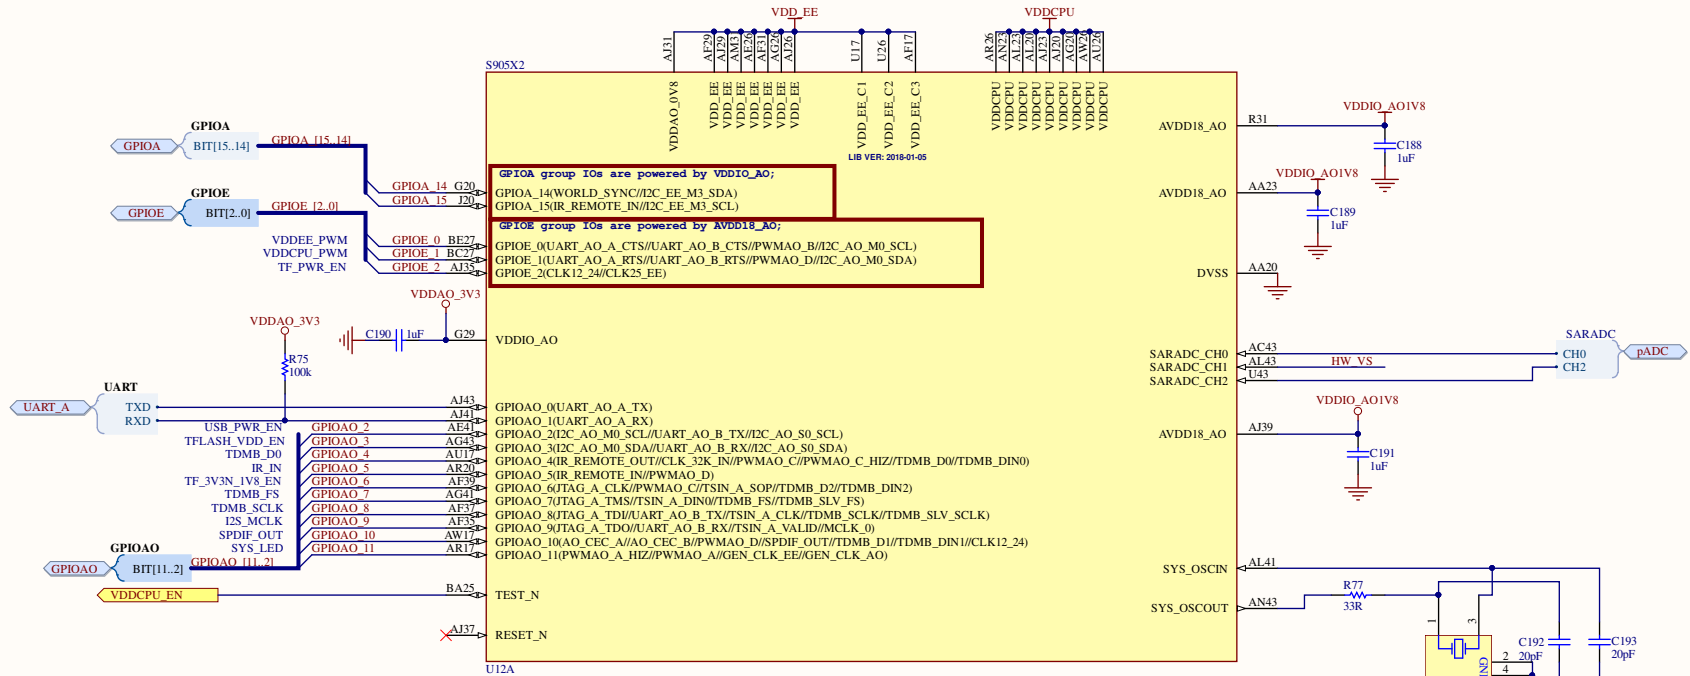 VDD_EE
VDDCPU
AJ31
AF29
AJ29
AM3
AE26
AF31
AG26
AJ26
U17
U26
AF17
AR26
AN23
AL23
AL20
AJ23
AJ20
AG20
AW26
AU26
S905X2
VDDAO_0V8
VDD_EE
VDD_EE
VDD_EE
VDD_EE
VDD_EE
VDD_EE
VDD_EE
VDD_EE_C1
VDD_EE_C2
VDD_EE_C3
VDDCPU
VDDCPU
VDDCPU
VDDCPU
VDDCPU
VDDCPU
VDDCPU
VDDCPU
VDDCPU
LIB VER: 2018-01-05
GPIOA
GPIOA BIT[15..14] GPIOA_[15..14]
GPIOA group IOs are powered by VDDIO_AO;
GPIOA_14 G20 GPIOA_14(WORLD_SYNC//I2C_EE_M3_SDA)
GPIOA_15 J20 GPIOA_15(IR_REMOTE_IN//I2C_EE_M3_SCL)
GPIOE
GPIOE BIT[2..0] GPIOE_[2..0]
GPIOE group IOs are powered by AVDD18_AO;
VDDEE_PWM GPIOE_0 BE27 GPIOE_0(UART_AO_A_CTS//UART_AO_B_CTS//PWMAO_B//I2C_AO_M0_SCL)
VDDCPU_PWM GPIOE_1 BC27 GPIOE_1(UART_AO_A_RTS//UART_AO_B_RTS//PWMAO_D//I2C_AO_M0_SDA)
TF_PWR_EN GPIOE_2 AJ35 GPIOE_2(CLK12_24//CLK25_EE)
VDDAO_3V3
C190 1uF G29 VDDIO_AO
VDDAO_3V3
R75
100k
UART
UART_A TXD AJ43 GPIOAO_0(UART_AO_A_TX)
RXD AJ41 GPIOAO_1(UART_AO_A_RX)
USB_PWR_EN GPIOAO_2 AE41 GPIOAO_2(I2C_AO_M0_SCL//UART_AO_B_TX//I2C_AO_S0_SCL)
TFLASH_VDD_EN GPIOAO_3 AG43 GPIOAO_3(I2C_AO_M0_SDA//UART_AO_B_RX//I2C_AO_S0_SDA)
TDMB_D0 GPIOAO_4 AU17 GPIOAO_4(IR_REMOTE_OUT//CLK_32K_IN//PWMAO_C//PWMAO_C_HIZ//TDMB_D0//TDMB_DIN0)
IR_IN GPIOAO_5 AR20 GPIOAO_5(IR_REMOTE_IN//PWMAO_D)
TF_3V3N_1V8_EN GPIOAO_6 AF39 GPIOAO_6(JTAG_A_CLK//PWMAO_C//TSIN_A_SOP//TDMB_D2//TDMB_DIN2)
TDMB_FS GPIOAO_7 AG41 GPIOAO_7(JTAG_A_TMS//TSIN_A_DIN0//TDMB_FS//TDMB_SLV_FS)
TDMB_SCLK GPIOAO_8 AF37 GPIOAO_8(JTAG_A_TDI//UART_AO_B_TX//TSIN_A_CLK//TDMB_SCLK//TDMB_SLV_SCLK)
I2S_MCLK GPIOAO_9 AF35 GPIOAO_9(JTAG_A_TDO//UART_AO_B_RX//TSIN_A_VALID//MCLK_0)
SPDIF_OUT GPIOAO_10 AW17 GPIOAO_10(AO_CEC_A//AO_CEC_B//PWMAO_D//SPDIF_OUT//TDMB_D1//TDMB_DIN1//CLK12_24)
SYS_LED GPIOAO_11 AR17 GPIOAO_11(PWMAO_A_HIZ//PWMAO_A//GEN_CLK_EE//GEN_CLK_AO)
GPIOAO
GPIOAO BIT[11..2] GPIOAO_[11..2]
VDDCPU_EN BA25 TEST_N
AJ37 RESET_N
U12A
VDDIO_AO1V8
AVDD18_AO R31
C188
1uF
VDDIO_AO1V8
AVDD18_AO AA23
C189
1uF
DVSS AA20
SARADC
SARADC_CH0 AC43 CH0 pADC
SARADC_CH1 AL43 HW_VS CH2
SARADC_CH2 U43
VDDIO_AO1V8
AVDD18_AO AJ39
C191
1uF
SYS_OSCIN AL41
SYS_OSCOUT AN43
R77
33R
1
3
C192
20pF
C193
20pF
2
4